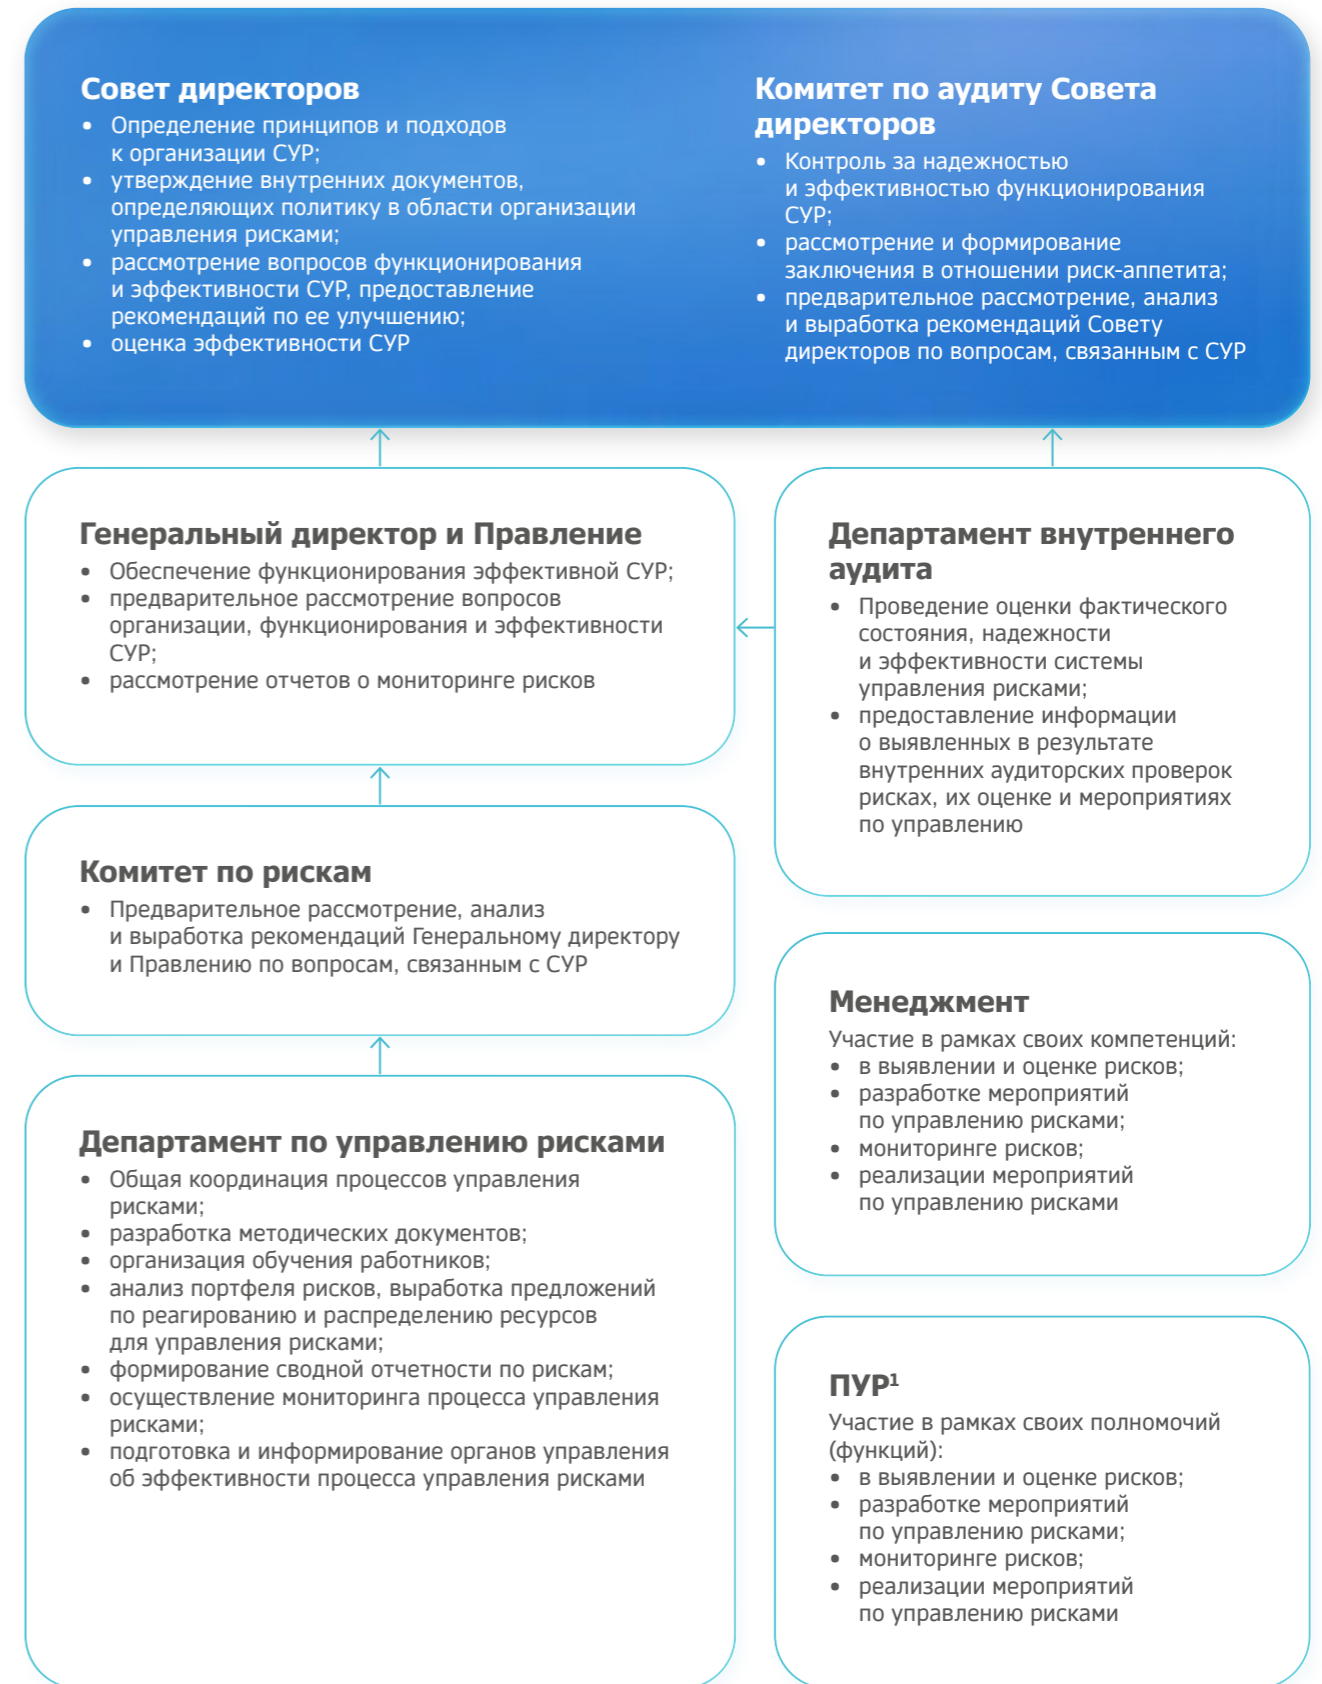 Совет директоров
• Определение принципов и подходов
к организации СУР;
• утверждение внутренних документов,
определяющих политику в области организации
управления рисками;
• рассмотрение вопросов функционирования
и эффективности СУР, предоставление
рекомендаций по ее улучшению;
• оценка эффективности СУР
Комитет по аудиту Совета
директоров
• Контроль за надежностью
и эффективностью функционирования
СУР;
• рассмотрение и формирование
заключения в отношении риск-аппетита;
• предварительное рассмотрение, анализ
и выработка рекомендаций Совету
директоров по вопросам, связанным с СУР
Генеральный директор и Правление
• Обеспечение функционирования эффективной СУР;
• предварительное рассмотрение вопросов
организации, функционирования и эффективности
СУР;
• рассмотрение отчетов о мониторинге рисков
Департамент внутреннего
аудита
• Проведение оценки фактического
состояния, надежности
и эффективности системы
управления рисками;
• предоставление информации
о выявленных в результате
внутренних аудиторских проверок
рисках, их оценке и мероприятиях
по управлению
Комитет по рискам
• Предварительное рассмотрение, анализ
и выработка рекомендаций Генеральному директору
и Правлению по вопросам, связанным с СУР
Менеджмент
Участие в рамках своих компетенций:
• в выявлении и оценке рисков;
• разработке мероприятий
по управлению рисками;
• мониторинге рисков;
• реализации мероприятий
по управлению рисками
Департамент по управлению рисками
• Общая координация процессов управления
рисками;
• разработка методических документов;
• организация обучения работников;
• анализ портфеля рисков, выработка предложений
по реагированию и распределению ресурсов
для управления рисками;
• формирование сводной отчетности по рискам;
• осуществление мониторинга процесса управления
рисками;
• подготовка и информирование органов управления
об эффективности процесса управления рисками
ПУР¹
Участие в рамках своих полномочий
(функций):
• в выявлении и оценке рисков;
• разработке мероприятий
по управлению рисками;
• мониторинге рисков;
• реализации мероприятий
по управлению рисками